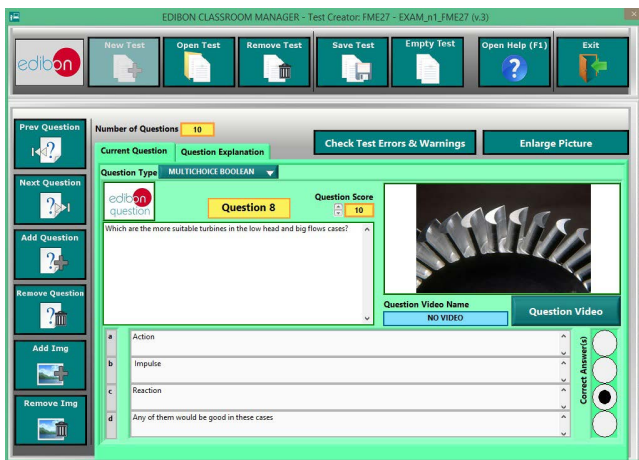 EDIBON CLASSROOM MANAGER - Test Creator: FME27 - EXAM_n1_FME27 (v.3)
edibon
New Test
Open Test
Remove Test
Save Test
Empty Test
Open Help (F1)
Exit
Prev Question
Next Question
Add Question
Remove Question
Add Img
Remove Img
Number of Questions 10
Current Question
Question Explanation
Check Test Errors & Warnings
Enlarge Picture
Question Type MULTICHOICE BOOLEAN
edibon
question
Question 8
Question Score
10
Which are the more suitable turbines in the low head and big flows cases?
Question Video Name
NO VIDEO
Question Video
a Action
b Impulse
c Reaction
d Any of them would be good in these cases
Correct Answer(s)